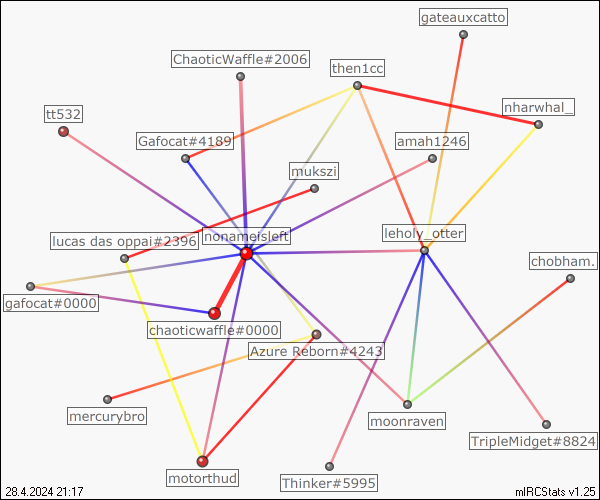 gateauxcatto
ChaoticWaffle#2006
then1cc
nharwhal_
tt532
Gafocat#4189
amah1246
mukszi
nonameisleft
leholy_otter
lucas das oppai#2396
chobham.
gafocat#0000
chaoticwaffle#0000
Azure Reborn#4243
mercurybro
moonraven
TripleMidget#8824
motorthud
Thinker#5995
28.4.2024 21:17
mIRCStats v1.25